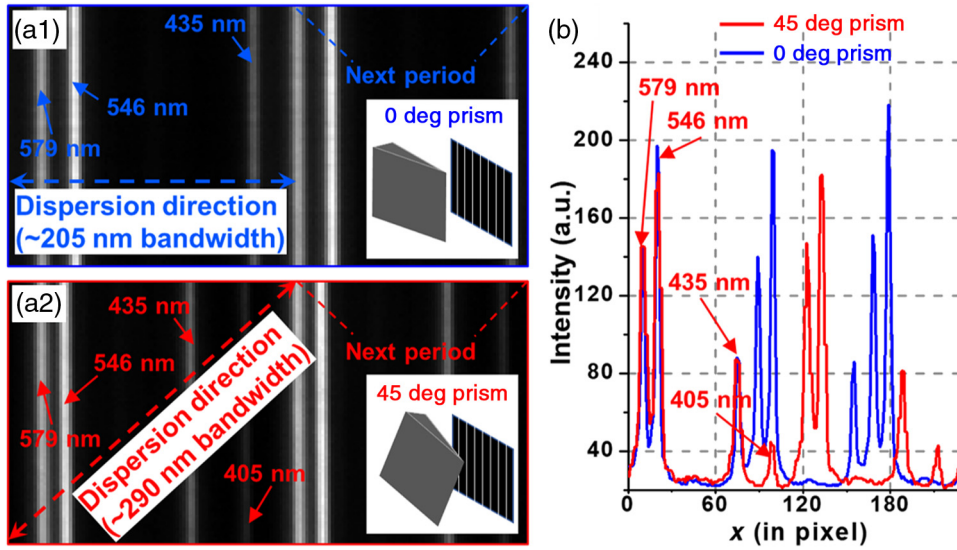 (a1)
435 nm
Next period
546 nm
579 nm
0 deg prism
Dispersion direction
(~205 nm bandwidth)
(a2)
435 nm
546 nm
Next period
579 nm
Dispersion direction
(~290 nm bandwidth)
405 nm
45 deg prism
(b)
45 deg prism
0 deg prism
Intensity (a.u.)
240
200
160
120
80
40
579 nm
546 nm
435 nm
405 nm
0
60
120
180
x (in pixel)